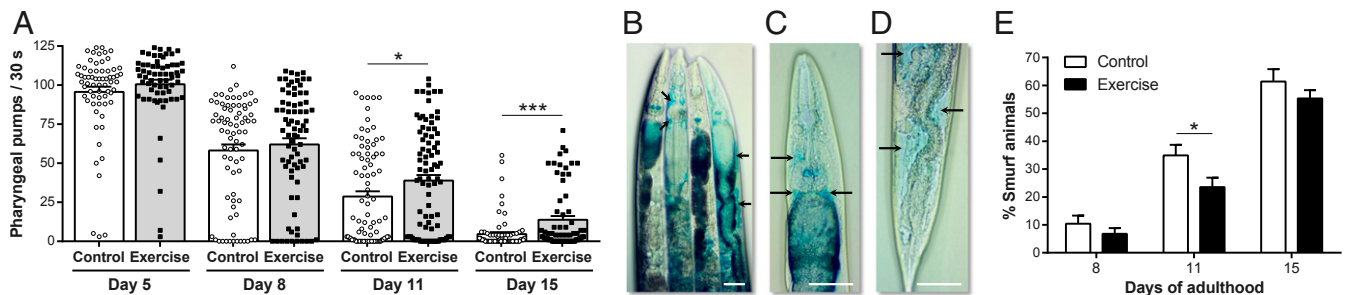 A
Pharyngeal pumps / 30 s
125
100
75
50
25
0
*
***
Control Exercise Control Exercise Control Exercise Control Exercise
Day 5 Day 8 Day 11 Day 15
B
C
D
E
% Smurf animals
70
60
50
40
30
20
10
0
Control
Exercise
*
8 11 15
Days of adulthood